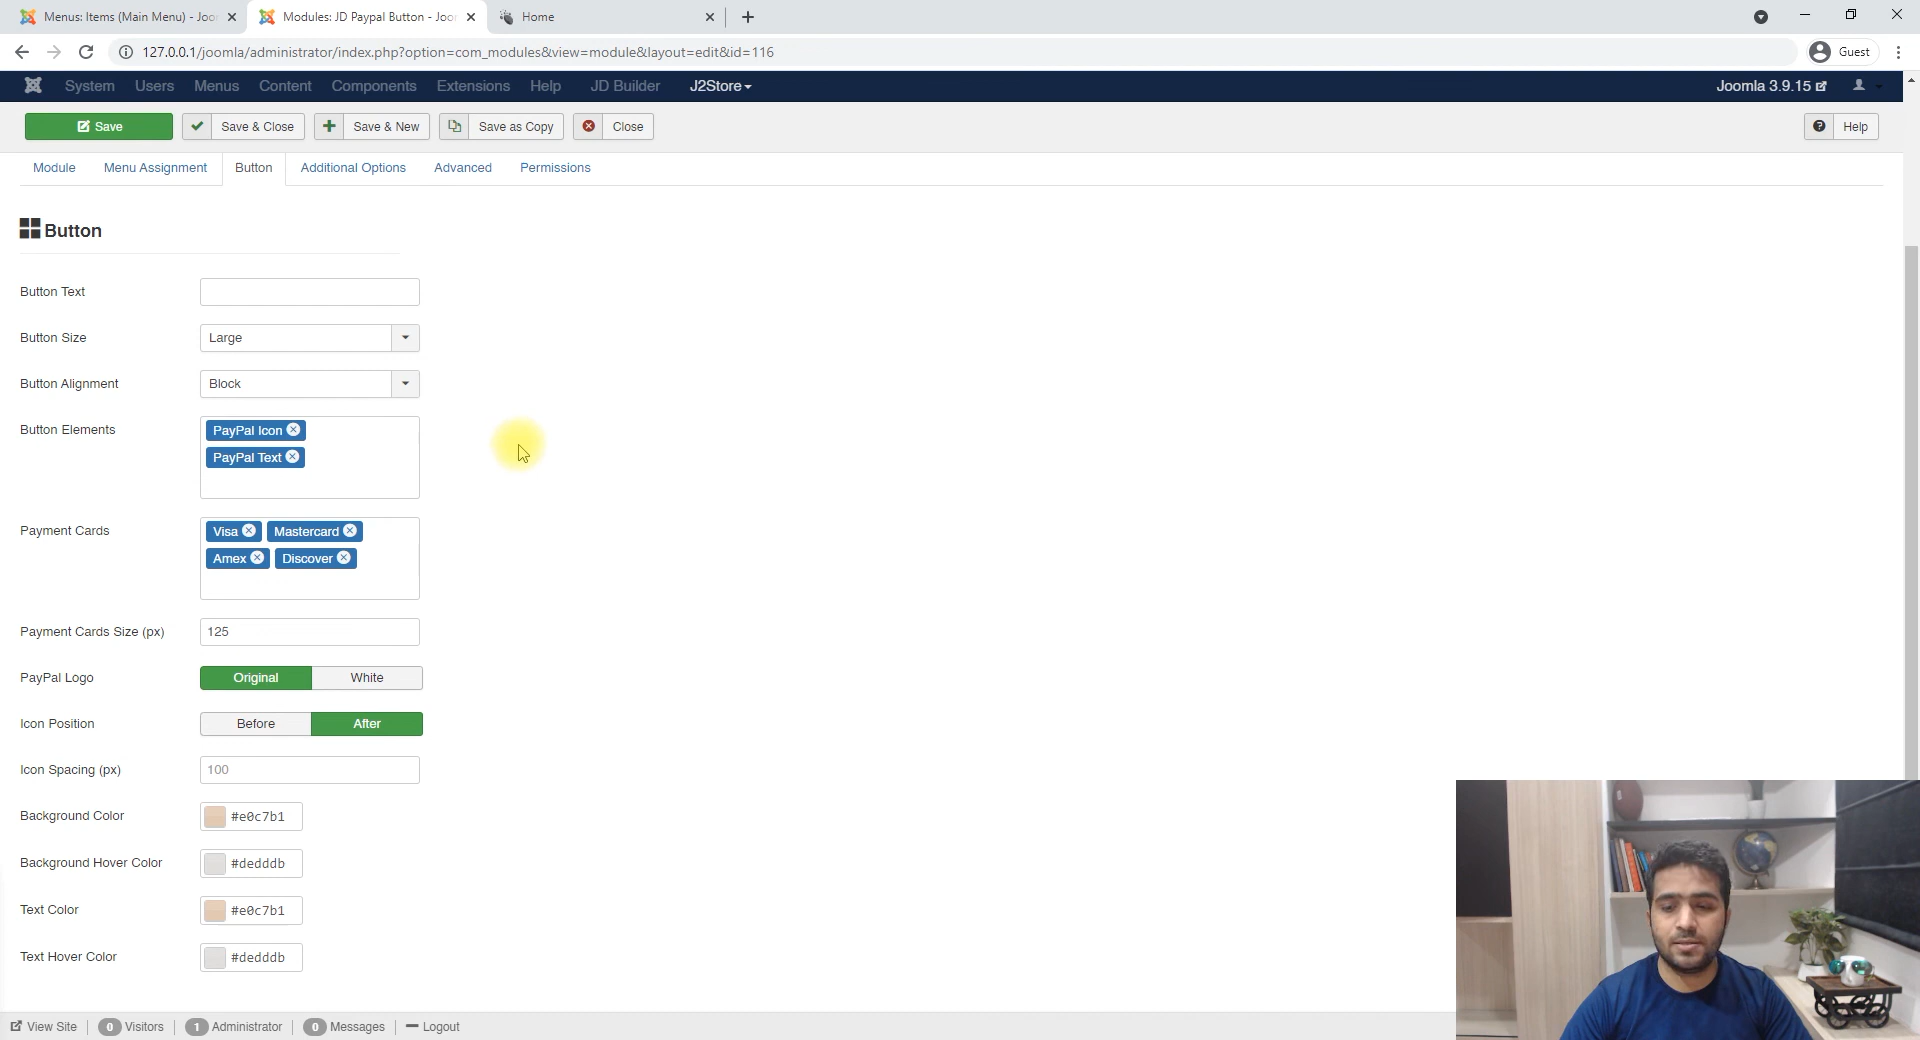 Menus: Items (Main Menu) - Joo
Modules: JD Paypal Button - Joo
Home
127.0.0.1/joomla/administrator/index.php?option=com_modules&view=module&layout=edit&id=116
Guest
System Users Menus Content Components Extensions Help JD Builder J2Store
Joomla 3.9.15
Save
Save & Close
Save & New
Save as Copy
Close
Help
Module Menu Assignment Button Additional Options Advanced Permissions
Button
Button Text
Button Size Large
Button Alignment Block
Button Elements PayPal Icon
PayPal Text
Payment Cards Visa Mastercard
Amex Discover
Payment Cards Size (px) 125
PayPal Logo Original White
Icon Position Before After
Icon Spacing (px) 100
Background Color #e0c7b1
Background Hover Color #dedddb
Text Color #e0c7b1
Text Hover Color #dedddb
View Site 0 Visitors 1 Administrator 0 Messages Logout